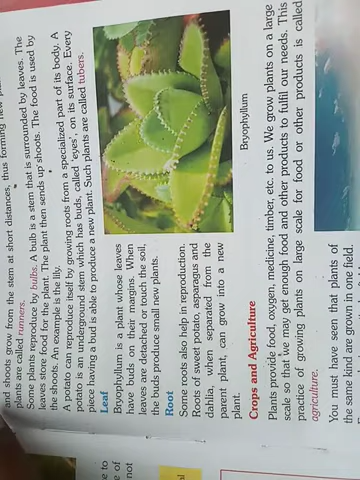 and shoots grow from the stem at short distances, thus forming new
plants are called runners.
Some plants reproduce by bulbs. A bulb is a stem that is surrounded by leaves. The
leaves store food for the plant. The plant then sends up shoots. The food is used by
the shoots. An example is the lily.
A potato can reproduce itself by growing roots from a specialized part of its body. A
potato is an underground stem which has buds, called 'eyes', on its surface. Every
piece having a bud is able to produce a new plant. Such plants are called tubers.
Leaf
Bryophyllum is a plant whose leaves
have buds on their margins. When
leaves are detached or touch the soil,
the buds produce small new plants.
Root
Some roots also help in reproduction.
Roots of sweet potato, asparagus and
dahlia, when separated from the
parent plant can grow into a new
plant.
Bryophyllum
Crops and Agriculture
Plants provide food, oxygen, medicine, timber, etc. to us. We grow plants on a large
scale so that we may get enough food and other products to fulfil our needs. This
practice of growing plants on large scale for food or other products is called
agriculture.
You must have seen that plants of
the same kind are grown in one field.
e to
e of
not
al